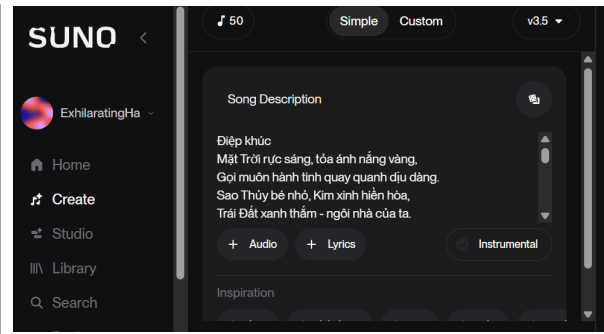 SUNO
50
Simple Custom
v3.5
ExhilaratingHa
Home
Create
Studio
Library
Search
Song Description
Điệp khúc
Mặt Trời rực sáng, tỏa ánh nắng vàng,
Gọi muôn hành tinh quay quanh dịu dàng.
Sao Thủy bé nhỏ, Kim xinh hiền hòa,
Trái Đất xanh thắm - ngôi nhà của ta.
+ Audio + Lyrics Instrumental
Inspiration